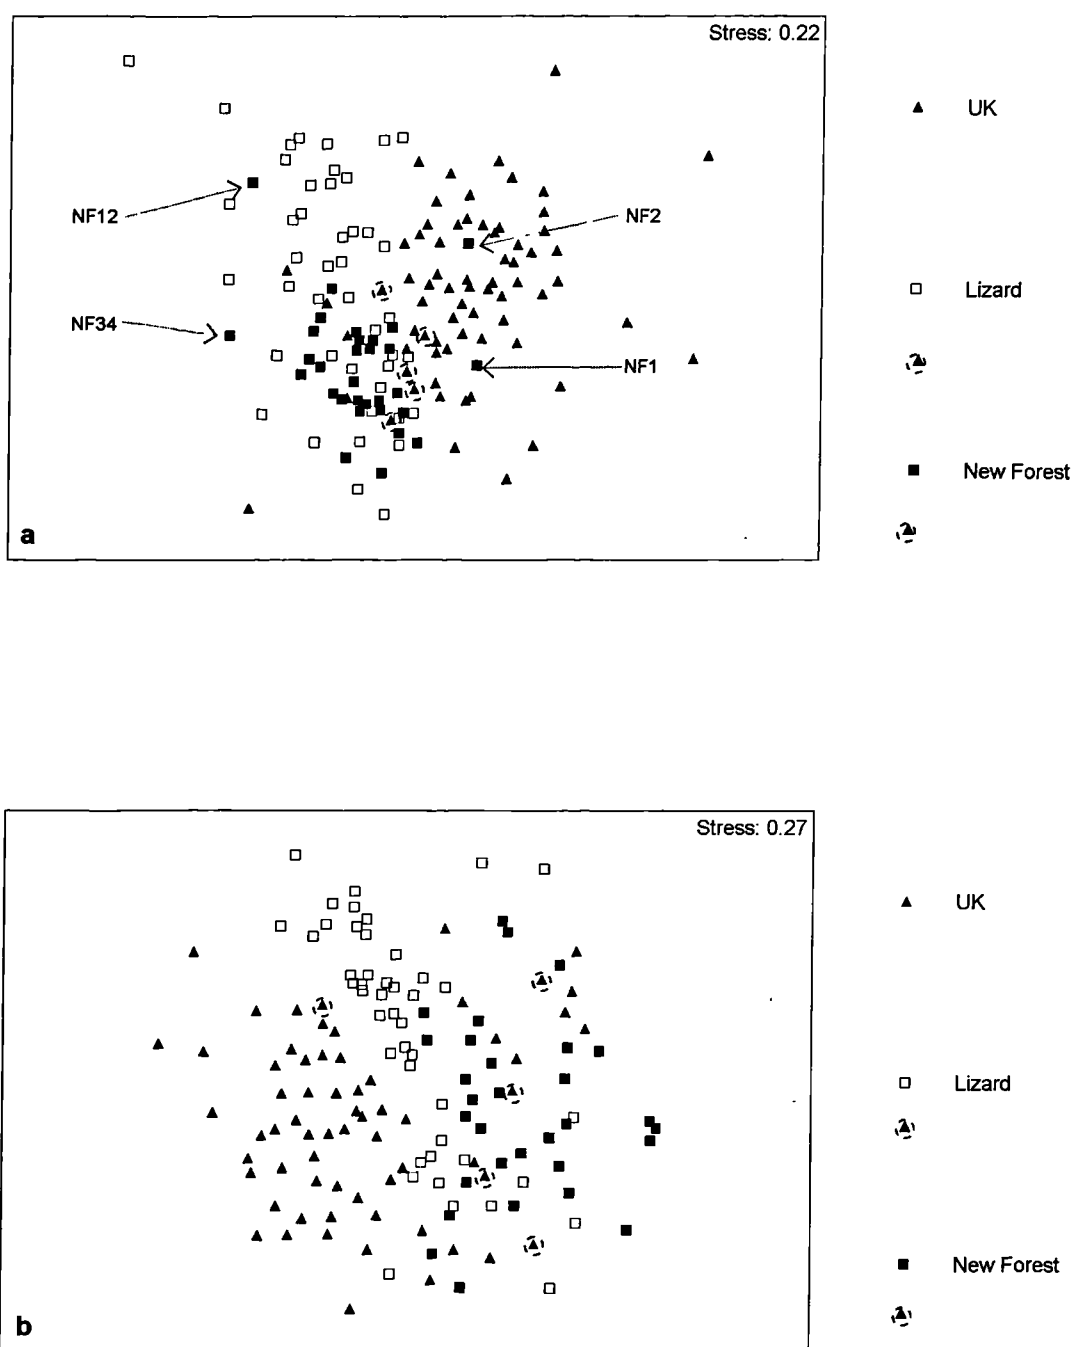 Stress: 0.22
UK
NF12
NF2
Lizard
NF34
NF1
New Forest
a
Stress: 0.27
UK
Lizard
New Forest
b